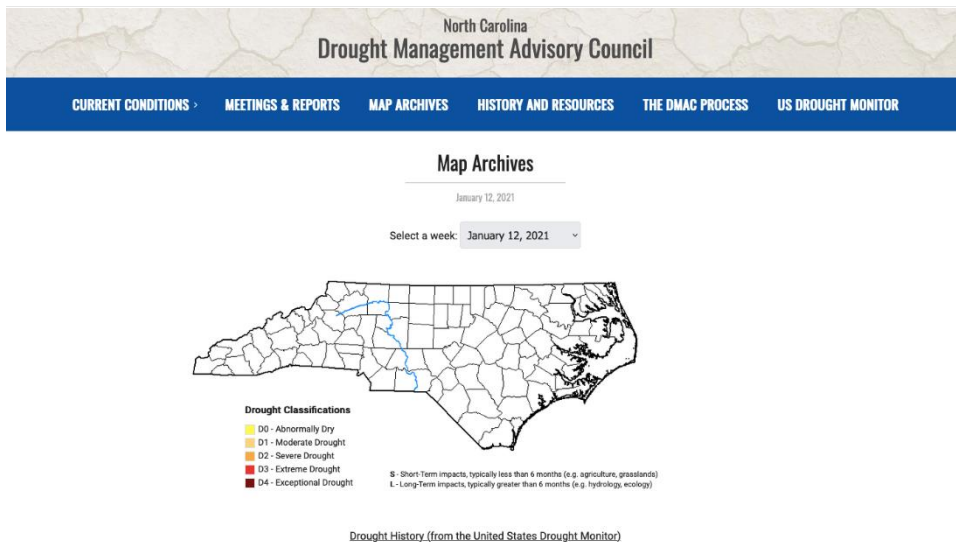 North Carolina
Drought Management Advisory Council
CURRENT CONDITIONS ›
MEETINGS & REPORTS
MAP ARCHIVES
HISTORY AND RESOURCES
THE DMAC PROCESS
US DROUGHT MONITOR
Map Archives
January 12, 2021
Select a week: January 12, 2021
Drought Classifications
D0 - Abnormally Dry
D1 - Moderate Drought
D2 - Severe Drought
D3 - Extreme Drought
D4 - Exceptional Drought
S - Short-Term impacts, typically less than 6 months (e.g. agriculture, grasslands)
L - Long-Term impacts, typically greater than 6 months (e.g. hydrology, ecology)
Drought History (from the United States Drought Monitor)